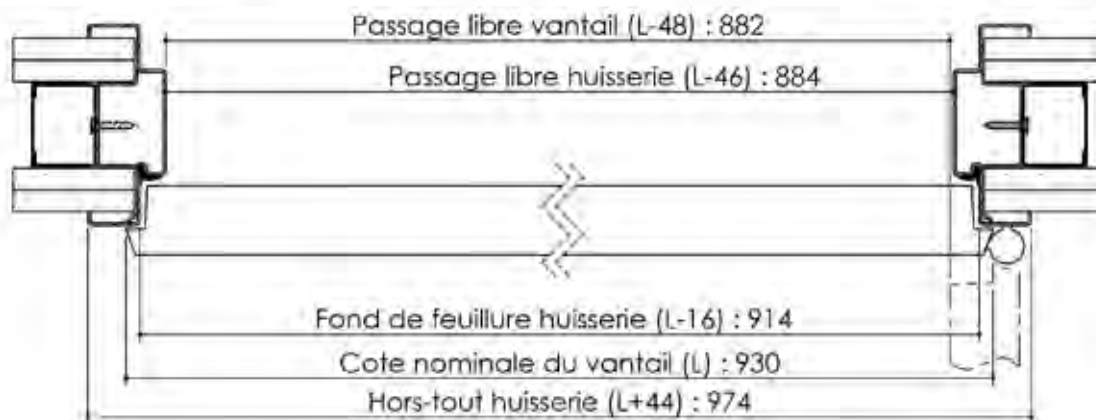 Passage libre vantail (L-48) : 882
Passage libre huisserie (L-46) : 884
Fond de feuillure huisserie (L-16) : 914
Cote nominale du vantail (L) : 930
Hors-tout huisserie (L+44) : 974